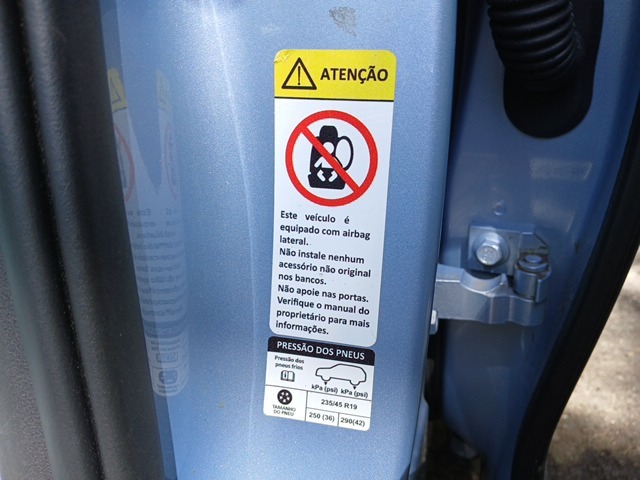 ATENÇÃO
Este veículo é
equipado com airbag
lateral.
Não instale nenhum
acessório não original
nos bancos.
Não apoie nas portas.
Verifique o manual do
proprietário para mais
informações.
PRESSÃO DOS PNEUS
Pressão dos
pneus frios
kPa (psi) kPa (psi)
TAMANHO
DO PNEU
235/45 R19
250 (36) 290(42)